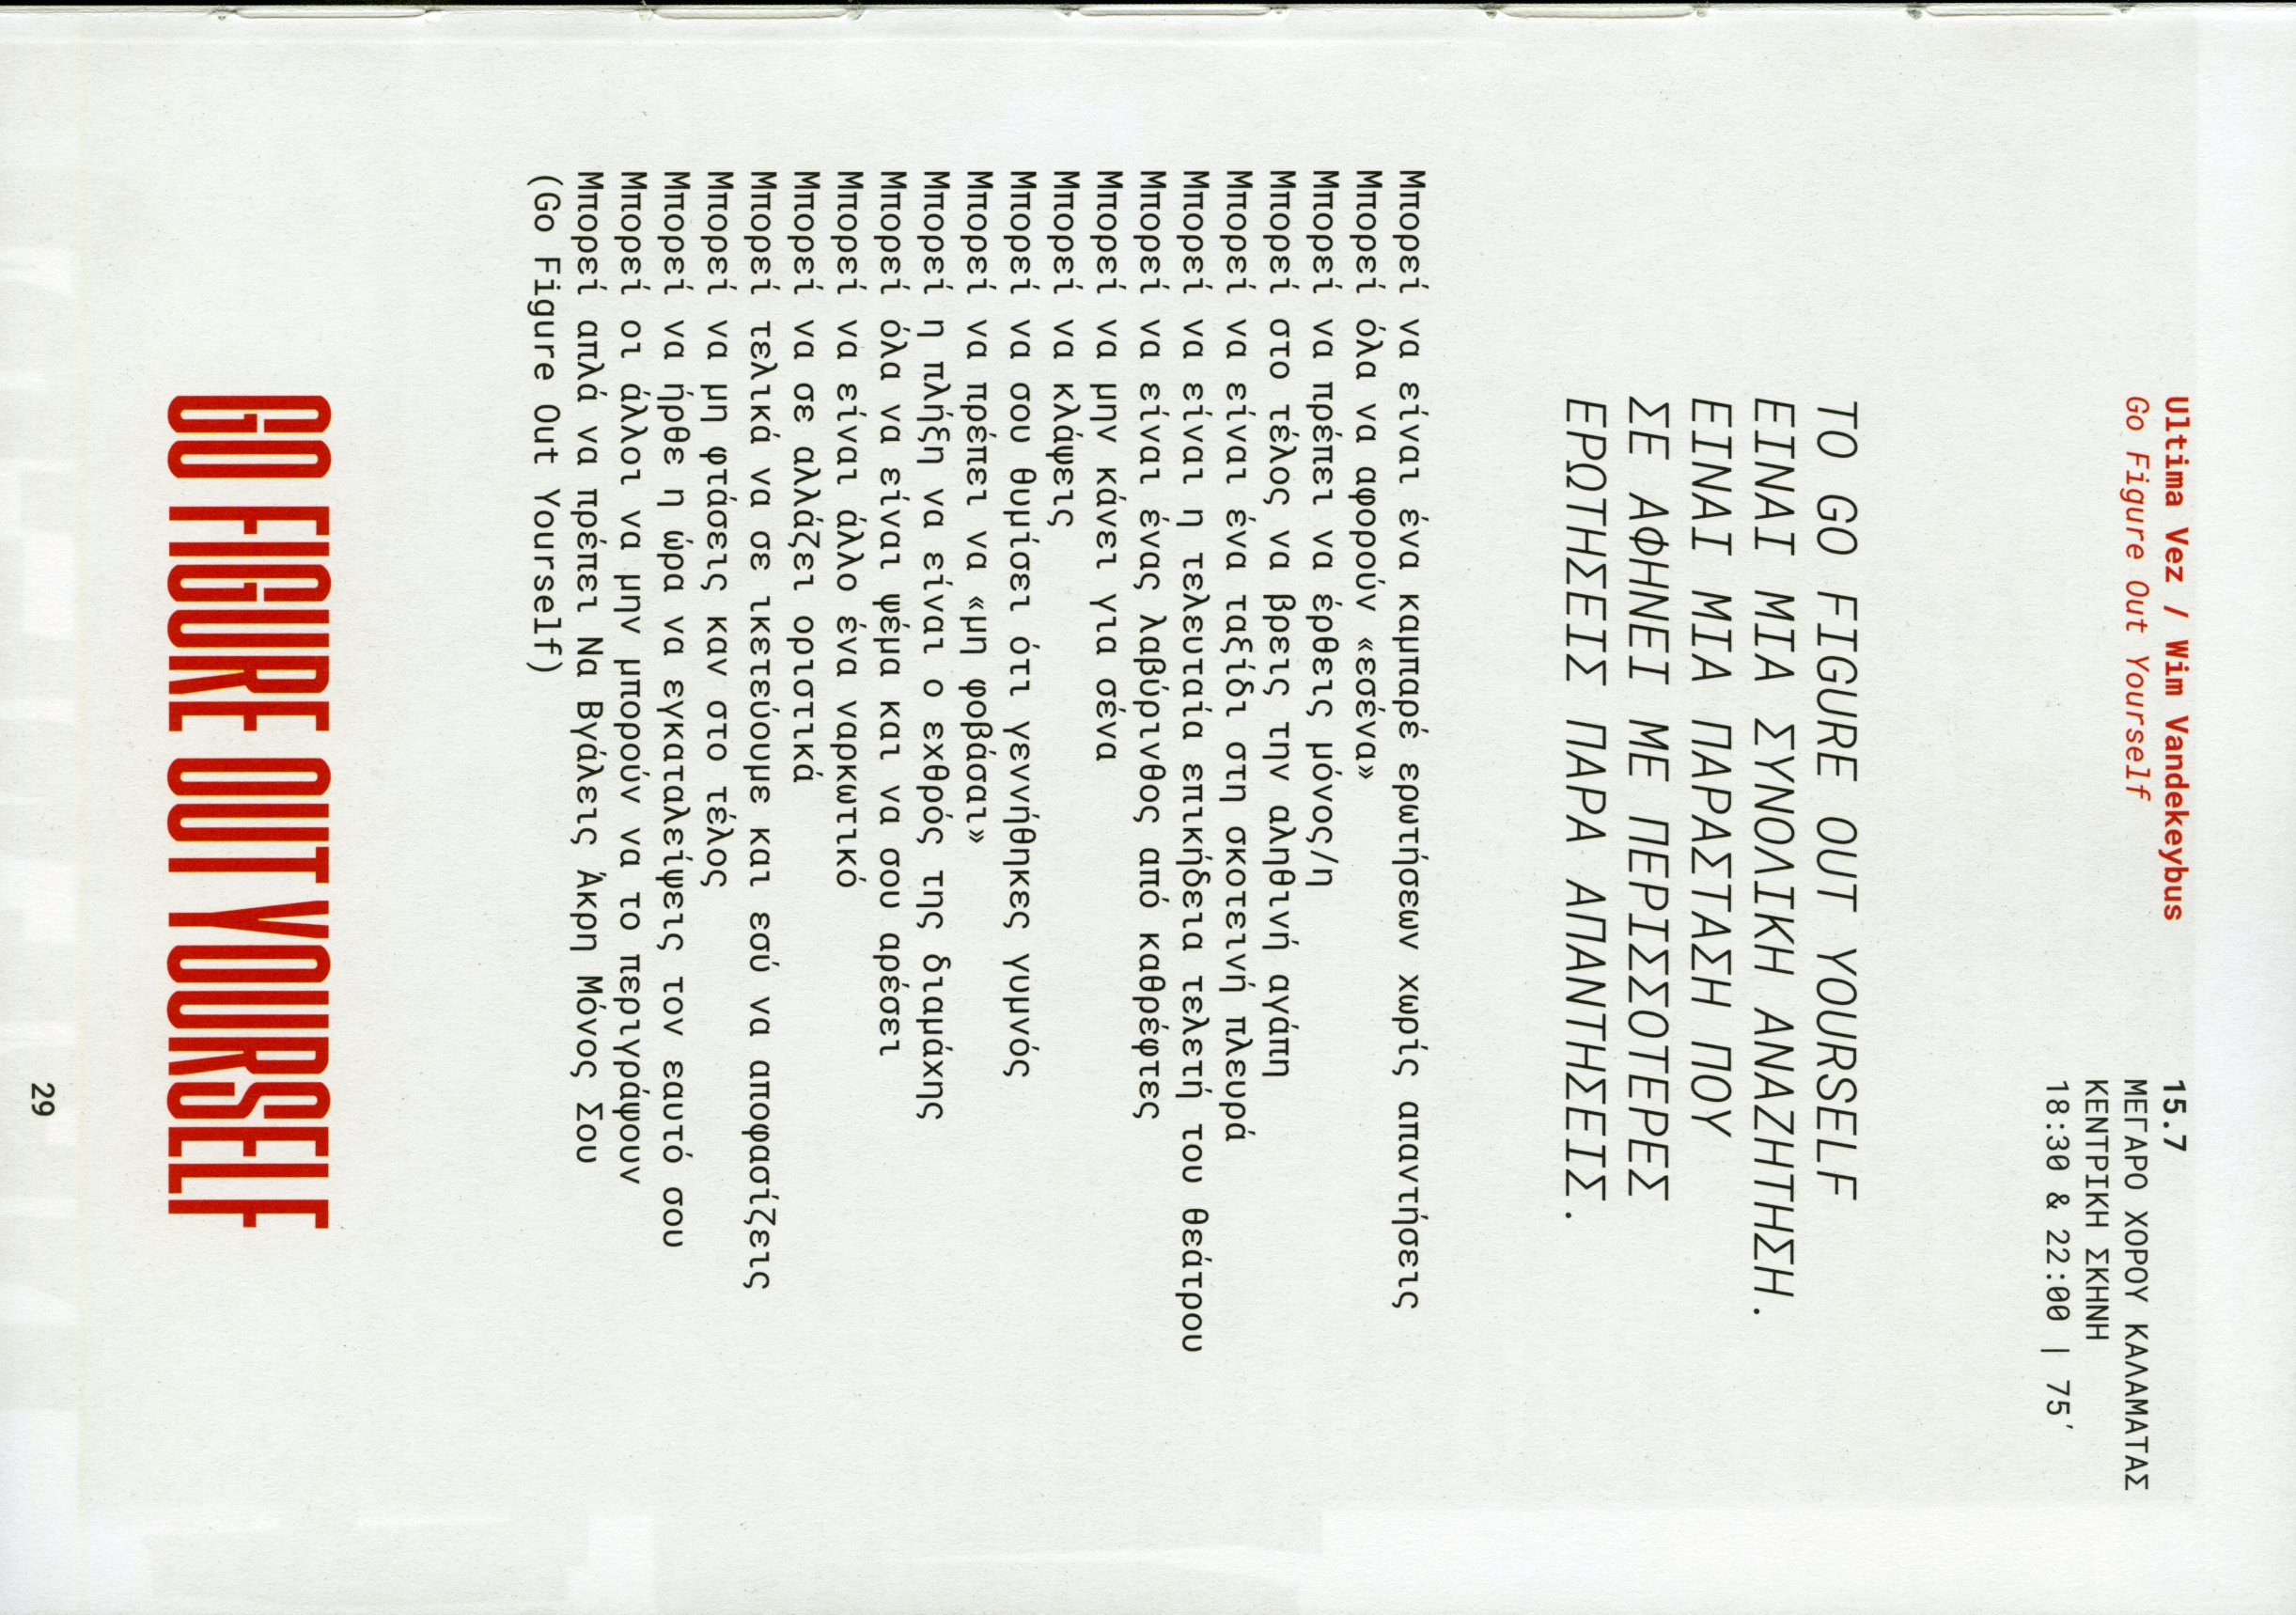 Ultima Vez / Wim Vandekeybus
Go Figure Out Yourself
15.7
ΜΕΓΑΡΟ ΧΟΡΟΥ ΚΑΛΑΜΑΤΑΣ
ΚΕΝΤΡΙΚΗ ΣΚΗΝΗ
18:30 & 22:00 | 75′
ΤΟ GO FIGURE OUT YOURSELF
ΕΙΝΑΙ ΜΙΑ ΣΥΝΟΛΙΚΗ ΑΝΑΖΗΤΗΣΗ.
ΕΙΝΑΙ ΜΙΑ ΠΑΡΑΣΤΑΣΗ ΠΟΥ
ΣΕ ΑΦΗΝΕΙ ΜΕ ΠΕΡΙΣΣΟΤΕΡΕΣ
ΕΡΩΤΗΣΕΙΣ ΠΑΡΑ ΑΠΑΝΤΗΣΕΙΣ.
Μπορεί να είναι ένα καμπαρέ ερωτήσεων χωρίς απαντήσεις
Μπορεί όλα να αφορούν «εσένα»
Μπορεί να πρέπει να έρθεις μόνος/η
Μπορεί στο τέλος να βρεις την αληθινή αγάπη
Μπορεί να είναι ένα ταξίδι στη σκοτεινή πλευρά
Μπορεί να είναι η τελευταία επικήδεια τελετή του θεάτρου
Μπορεί να είναι ένας λαβύρινθος από καθρέφτες
Μπορεί να μην κάνει για σένα
Μπορεί να κλάψεις
Μπορεί να σου θυμίσει ότι γεννήθηκες γυμνός
Μπορεί να πρέπει να «μη φοβάσαι»
Μπορεί η πλήξη να είναι ο εχθρός της διαμάχης
Μπορεί όλα να είναι ψέμα και να σου αρέσει
Μπορεί να είναι άλλο ένα ναρκωτικό
Μπορεί να σε αλλάζει οριστικά
Μπορεί τελικά να σε ικετεύουμε και εσύ να αποφασίζεις
Μπορεί να μη φτάσεις καν στο τέλος
Μπορεί να ήρθε η ώρα να εγκαταλείψεις τον εαυτό σου
Μπορεί οι άλλοι να μην μπορούν να το περιγράψουν
Μπορεί απλά να πρέπει Να Βγάλεις Άκρη Μόνος Σου
(Go Figure Out Yourself)
GO FIGURE OUT YOURSELF
29